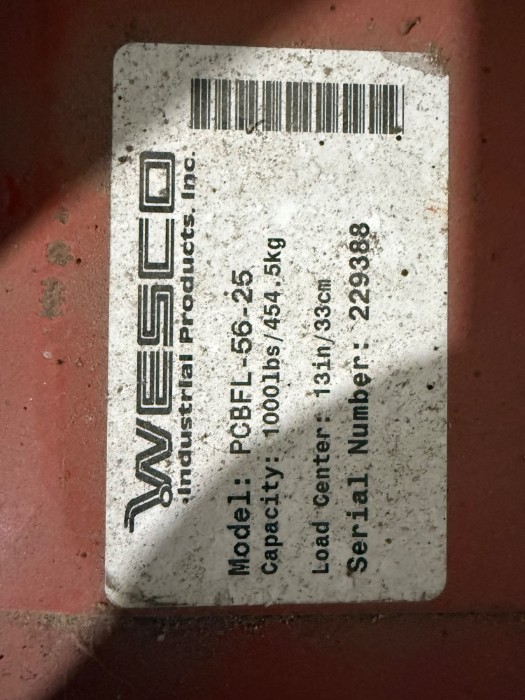 WESCO
Industrial Products, Inc.
Model: PCBFL-56-25
Capacity: 1000lbs/454.5kg
Load Center: 13in/33cm
Serial Number: 229388